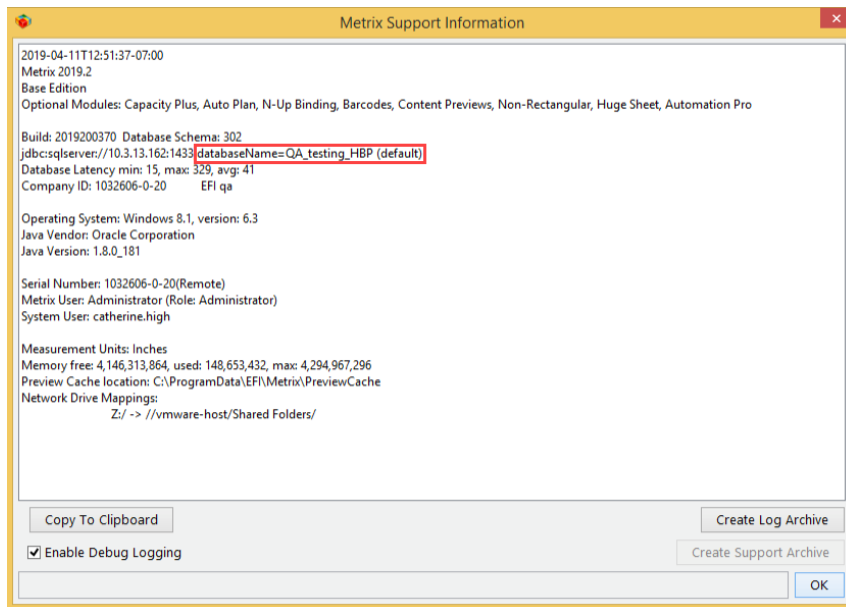 Metrix Support Information
2019-04-11T12:51:37-07:00
Metrix 2019.2
Base Edition
Optional Modules: Capacity Plus, Auto Plan, N-Up Binding, Barcodes, Content Previews, Non-Rectangular, Huge Sheet, Automation Pro
Build: 2019200370 Database Schema: 302
jdbc:sqlserver://10.3.13.162:1433 databaseName=QA_testing_HBP (default)
Database Latency min: 15, max: 329, avg: 41
Company ID: 1032606-0-20 EFI qa
Operating System: Windows 8.1, version: 6.3
Java Vendor: Oracle Corporation
Java Version: 1.8.0_181
Serial Number: 1032606-0-20(Remote)
Metrix User: Administrator (Role: Administrator)
System User: catherine.high
Measurement Units: Inches
Memory free: 4,146,313,864, used: 148,653,432, max: 4,294,967,296
Preview Cache location: C:\ProgramData\EFI\Metrix\PreviewCache
Network Drive Mappings:
Z:/ -> //vmware-host/Shared Folders/
Copy To Clipboard
Create Log Archive
Enable Debug Logging
Create Support Archive
OK